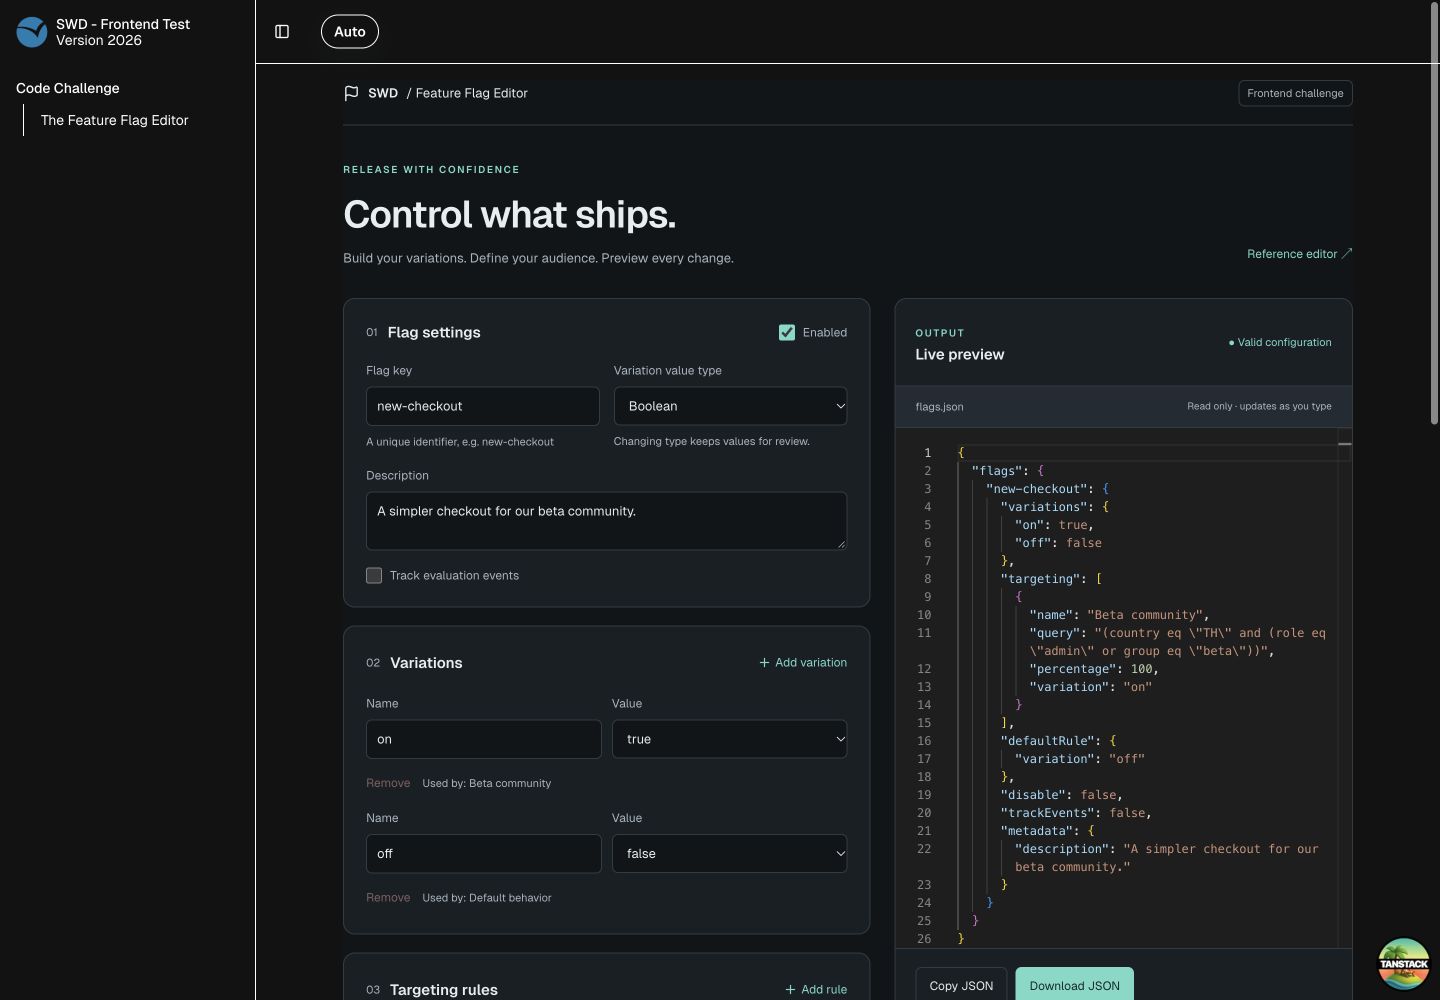 SWD - Frontend Test
Version 2026
Code Challenge
The Feature Flag Editor
Auto
SWD / Feature Flag Editor
Frontend challenge
RELEASE WITH CONFIDENCE
Control what ships.
Build your variations. Define your audience. Preview every change.
Reference editor ↗
01 Flag settings
Enabled
Flag key
Variation value type
new-checkout
Boolean
A unique identifier, e.g. new-checkout
Changing type keeps values for review.
Description
A simpler checkout for our beta community.
Track evaluation events
02 Variations
+ Add variation
Name
Value
on
true
Remove
Used by: Beta community
Name
Value
off
false
Remove
Used by: Default behavior
03 Targeting rules
+ Add rule
OUTPUT
Live preview
● Valid configuration
flags.json
Read only · updates as you type
1 {
2 "flags": {
3 "new-checkout": {
4 "variations": {
5 "on": true,
6 "off": false
7 },
8 "targeting": [
9 {
10 "name": "Beta community",
11 "query": "(country eq \"TH\" and (role eq
\"admin\" or group eq \"beta\"))",
12 "percentage": 100,
13 "variation": "on"
14 }
15 ],
16 "defaultRule": {
17 "variation": "off"
18 },
19 "disable": false,
20 "trackEvents": false,
21 "metadata": {
22 "description": "A simpler checkout for our
beta community."
23 }
24 }
25 }
26 }
Copy JSON
Download JSON
TANSTACK